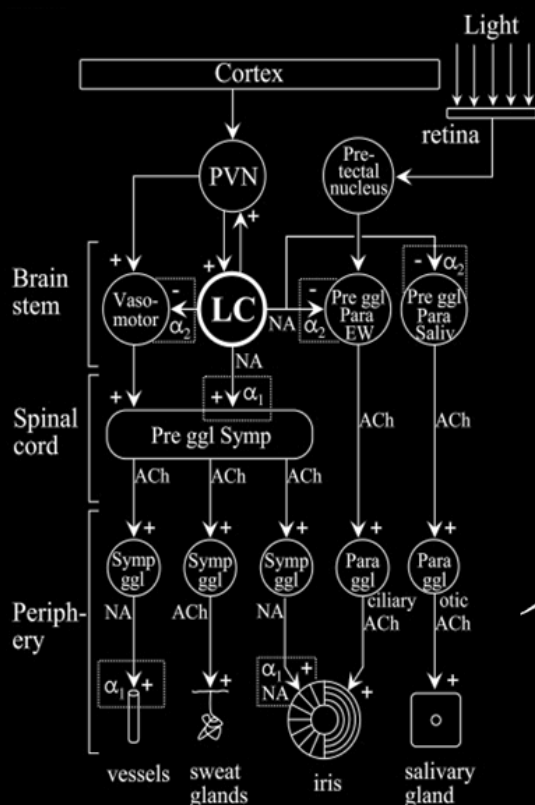 Light
Cortex
retina
PVN
Pre-
tectal
nucleus
+
+
+
Brain
stem
Vaso-
motor
-
α₂
LC
NA
-
α₂
Pre ggl
Para
EW
- α₂
Pre ggl
Para
Saliv
NA
+
+ α₁
Spinal
cord
Pre ggl Symp
ACh
ACh
ACh
ACh
ACh
+
+
+
+
+
Symp
ggl
Symp
ggl
Symp
ggl
Para
ggl
Para
ggl
Periph-
ery
NA
ACh
NA
ciliary
ACh
otic
ACh
α₁ +
+
α₁ +
NA
+
+
vessels
sweat
glands
iris
salivary
gland